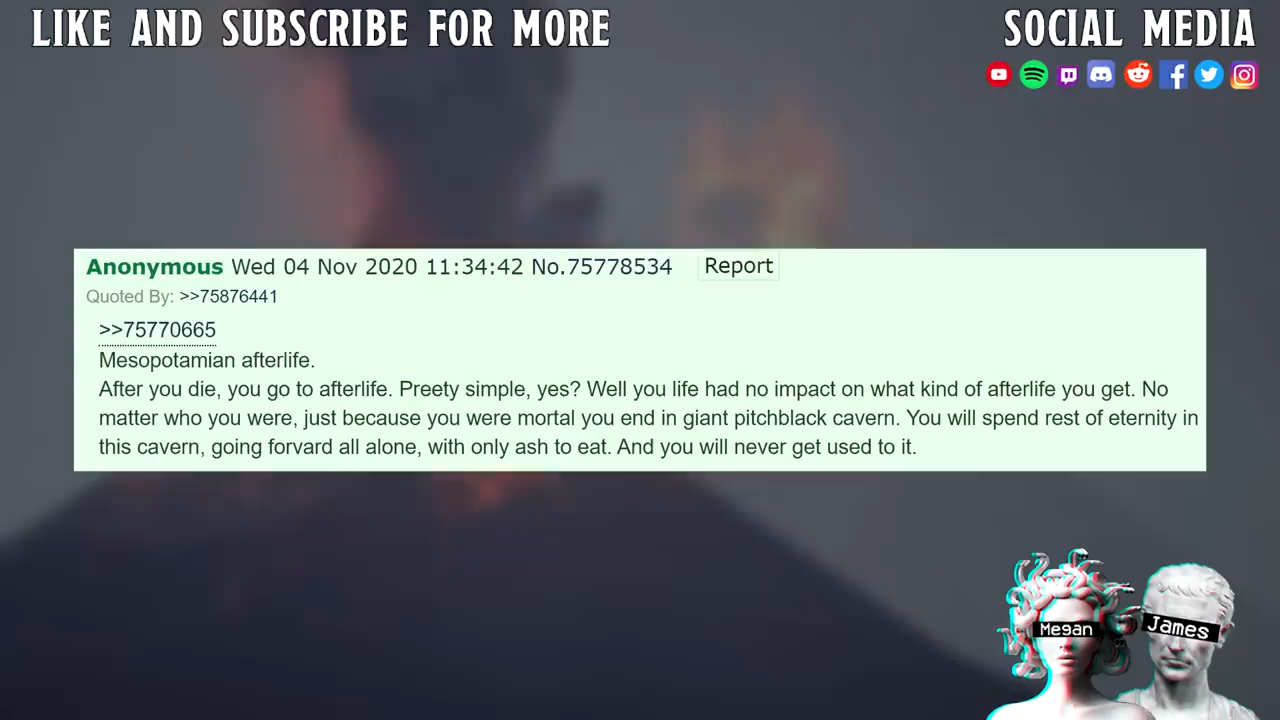 LIKE AND SUBSCRIBE FOR MORE
SOCIAL MEDIA
Anonymous Wed 04 Nov 2020 11:34:42 No.75778534 Report
Quoted By: >>75876441
>>75770665
Mesopotamian afterlife.
After you die, you go to afterlife. Preety simple, yes? Well you life had no impact on what kind of afterlife you get. No
matter who you were, just because you were mortal you end in giant pitchblack cavern. You will spend rest of eternity in
this cavern, going forvard all alone, with only ash to eat. And you will never get used to it.
Megan
James